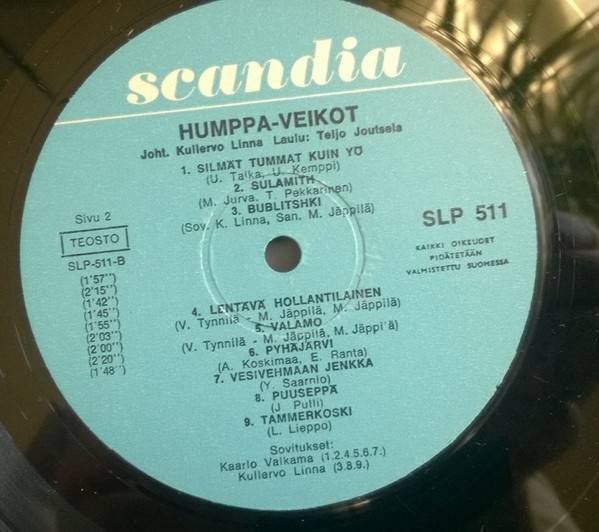 scandia
HUMPPA-VEIKOT
Joht. Kullervo Linna Laulu: Teijo Joutsela
1. SILMÄT TUMMAT KUIN YÖ
(U. Talka, U. Kemppi)
2. SULAMITH
(M. Jurva, T. Pekkarinen)
3. BUBLITSHKI
(Sov. K. Linna, San. M. Jäppilä)
Sivu 2
TEOSTO
SLP-511-B
(1'57'')
(2'15'')
(1'42'')
(1'45'')
(1'55'')
(2'03'')
(2'00'')
(2'20'')
(1'48'')
SLP 511
KAIKKI OIKEUDET
PIDÄTETÄÄN
VALMISTETTU SUOMESSA
4. LENTÄVÄ HOLLANTILAINEN
(V. Tynnilä - M. Jäppilä, M. Jäppilä)
5. VALAMO
(V. Tynnilä - M. Jäppilä, M. Jäppi'ä)
6. PYHÄJÄRVI
(A. Koskimaa, E. Ranta)
7. VESIVEHMAAN JENKKA
(Y. Saarnio)
8. PUUSEPPÄ
(J. Pulli)
9. TAMMERKOSKI
(L. Lieppo)
Sovitukset:
Kaarlo Valkama (1.2.4.5.6.7.)
Kullervo Linna (3.8.9.)